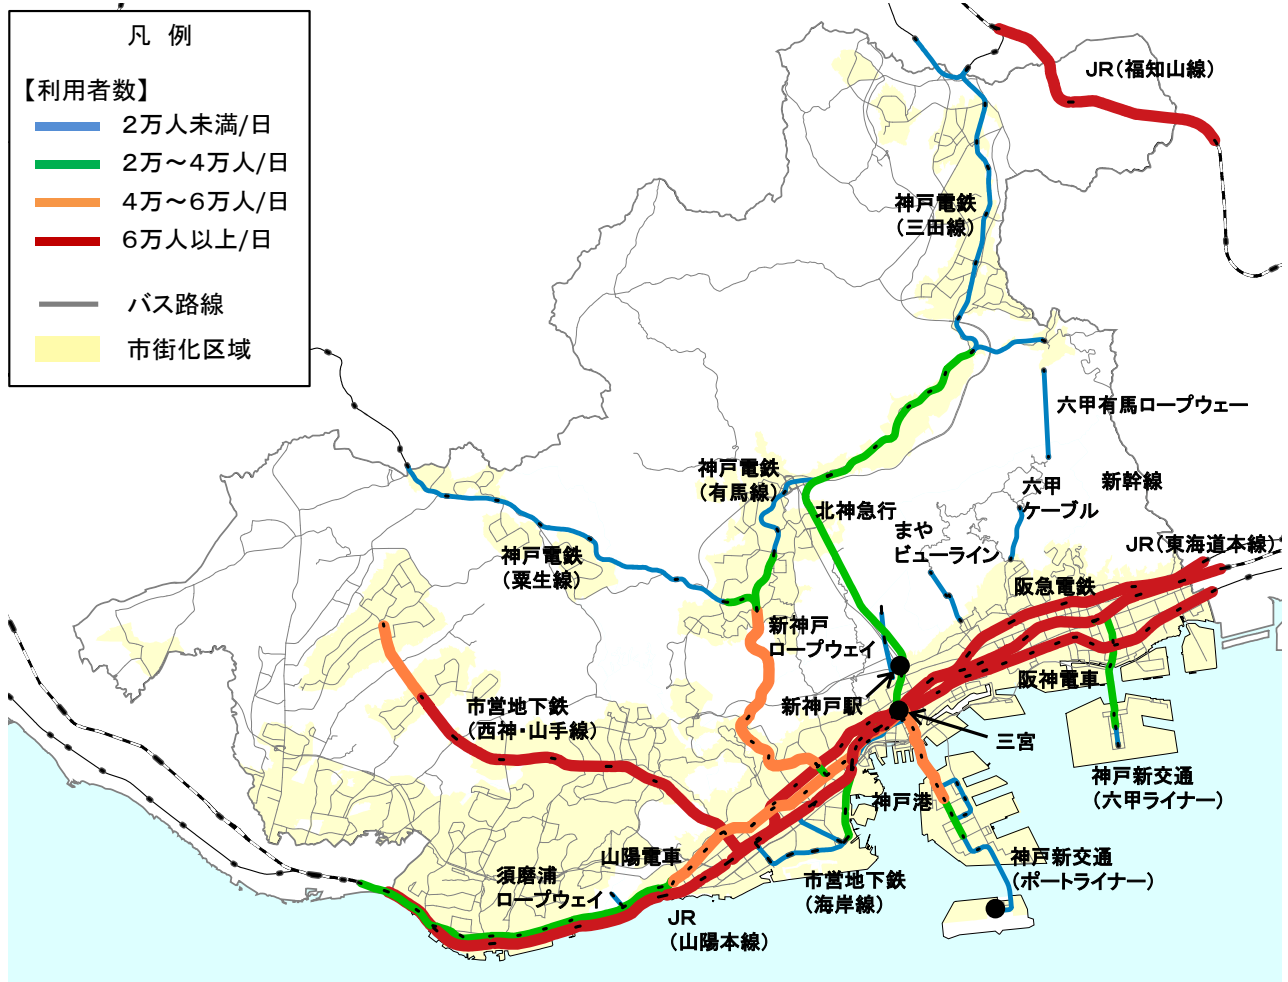 凡 例
【利用者数】
２万人未満/日
２万～４万人/日
４万～６万人/日
６万人以上/日
バス路線
市街化区域
JR(福知山線)
神戸電鉄
(三田線)
六甲有馬ロープウェー
神戸電鉄
(有馬線)
新幹線
六甲
ケーブル
北神急行
まや
ビューライン
JR(東海道本線)
神戸電鉄
(粟生線)
阪急電鉄
新神戸
ロープウェイ
阪神電車
新神戸駅
市営地下鉄
(西神・山手線)
三宮
神戸新交通
(六甲ライナー)
神戸港
山陽電車
神戸新交通
(ポートライナー)
須磨浦
ロープウェイ
市営地下鉄
(海岸線)
JR
(山陽本線)